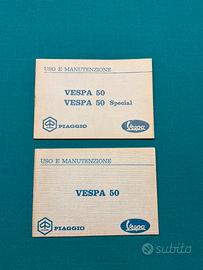 USO E MANUTENZIONE
VESPA 50
VESPA 50 Special
PIAGGIO Vespa
USO E MANUTENZIONE
VESPA 50
PIAGGIO Vespa
subito